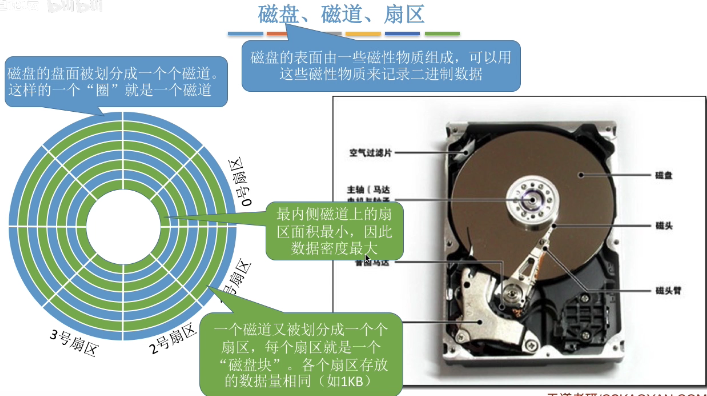 磁盘、磁道、扇区
磁盘的盘面被划分成一个个磁道。
这样的一个“圈”就是一个磁道
磁盘的表面由一些磁性物质组成，可以用
这些磁性物质来记录二进制数据
0号扇区
号扇区
2号扇区
3号扇区
最内侧磁道上的扇
区面积最小，因此
数据密度最大
一个磁道又被划分成一个个
扇区，每个扇区就是一个
“磁盘块”。各个扇区存放
的数据量相同（如1KB）
空气过滤片
主轴（马达
磁盘
磁头
磁头臂
音圈马达